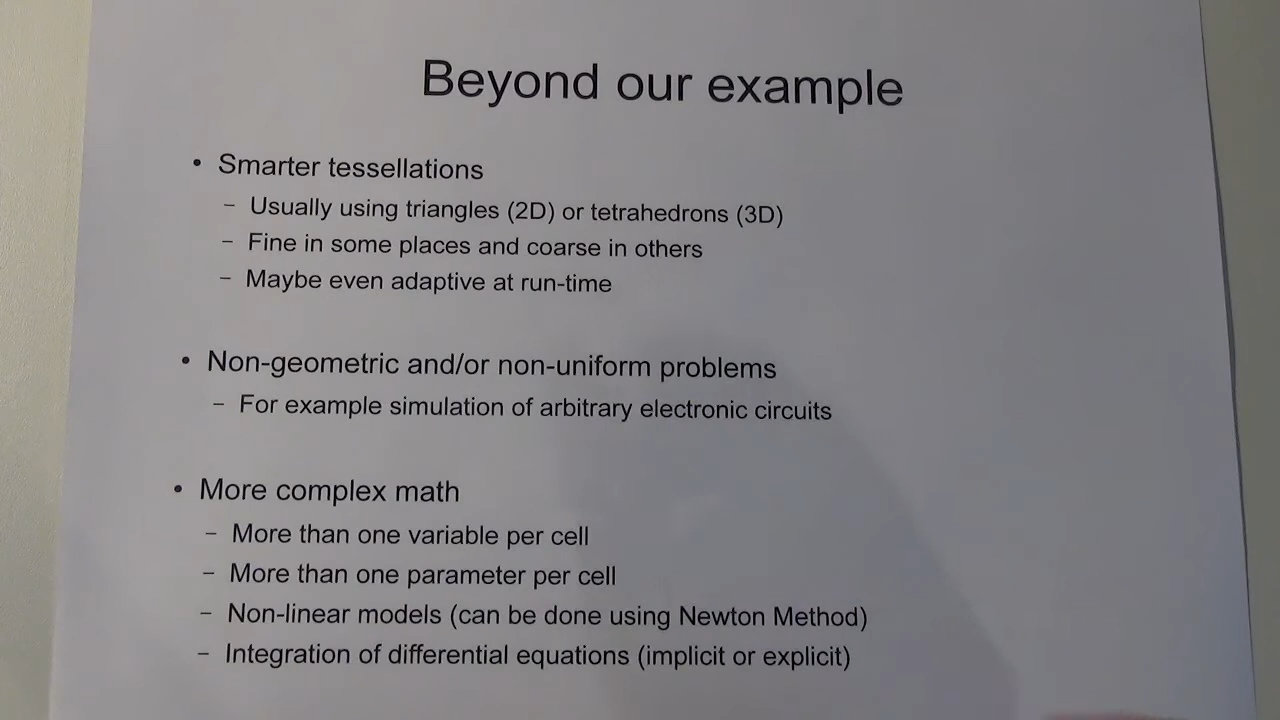 Beyond our example
• Smarter tessellations
– Usually using triangles (2D) or tetrahedrons (3D)
– Fine in some places and coarse in others
– Maybe even adaptive at run-time
• Non-geometric and/or non-uniform problems
– For example simulation of arbitrary electronic circuits
• More complex math
– More than one variable per cell
– More than one parameter per cell
– Non-linear models (can be done using Newton Method)
– Integration of differential equations (implicit or explicit)